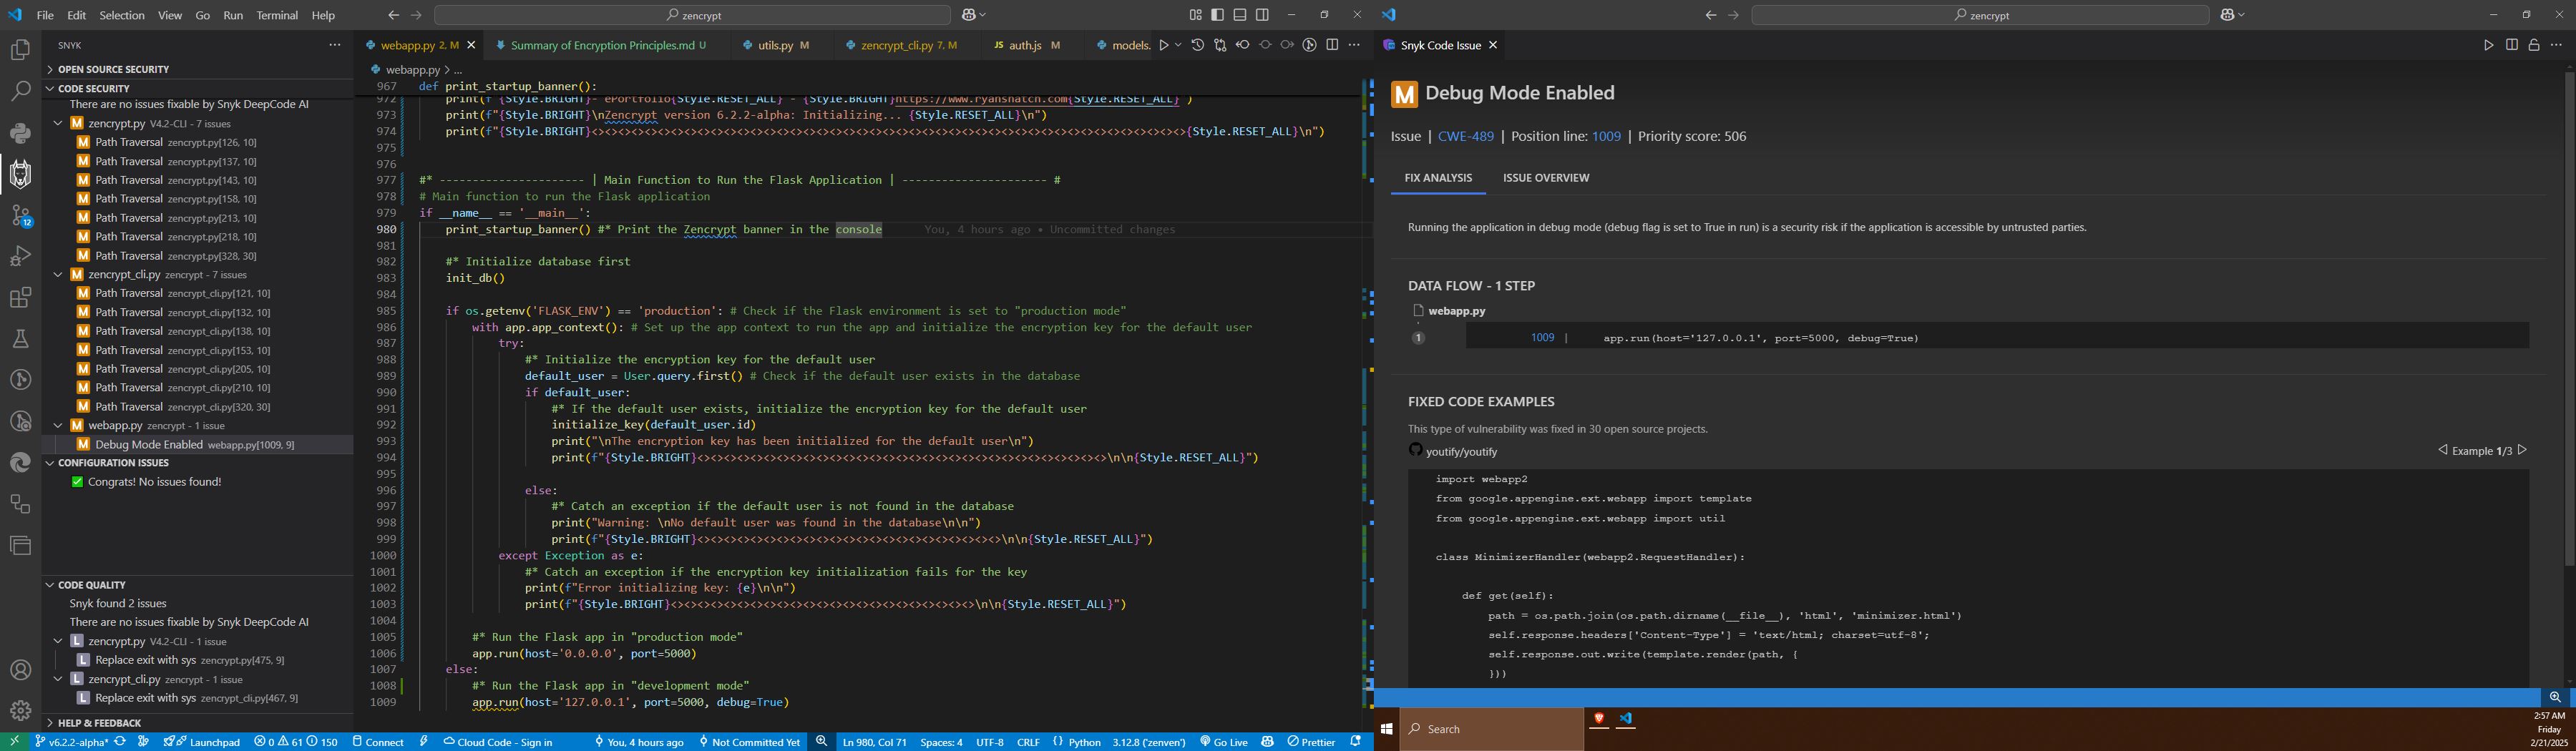 File Edit Selection View Go Run Terminal Help
zencrypt
SNYK
OPEN SOURCE SECURITY
CODE SECURITY
There are no issues fixable by Snyk DeepCode AI
M zencrypt.py V4.2-CLI - 7 issues
M Path Traversal zencrypt.py[126, 10]
M Path Traversal zencrypt.py[137, 10]
M Path Traversal zencrypt.py[143, 10]
M Path Traversal zencrypt.py[158, 10]
M Path Traversal zencrypt.py[213, 10]
M Path Traversal zencrypt.py[218, 10]
M Path Traversal zencrypt.py[328, 30]
M zencrypt_cli.py zencrypt - 7 issues
M Path Traversal zencrypt_cli.py[121, 10]
M Path Traversal zencrypt_cli.py[132, 10]
M Path Traversal zencrypt_cli.py[138, 10]
M Path Traversal zencrypt_cli.py[153, 10]
M Path Traversal zencrypt_cli.py[205, 10]
M Path Traversal zencrypt_cli.py[210, 10]
M Path Traversal zencrypt_cli.py[320, 30]
M webapp.py zencrypt - 1 issue
M Debug Mode Enabled webapp.py[1009, 9]
CONFIGURATION ISSUES
Congrats! No issues found!
CODE QUALITY
Snyk found 2 issues
There are no issues fixable by Snyk DeepCode AI
L zencrypt.py V4.2-CLI - 1 issue
L Replace exit with sys zencrypt.py[475, 9]
L zencrypt_cli.py zencrypt - 1 issue
L Replace exit with sys zencrypt_cli.py[467, 9]
HELP & FEEDBACK
12
webapp.py 2, M
Summary of Encryption Principles.md U
utils.py M
zencrypt_cli.py 7, M
JS auth.js M
models.
webapp.py > ...
967 def print_startup_banner():
972 print(f"{Style.BRIGHT}- ePortfolio{Style.RESET_ALL} - {Style.BRIGHT}https://www.ryanshatch.com{Style.RESET_ALL}")
973 print(f"{Style.BRIGHT}\nZencrypt version 6.2.2-alpha: Initializing... {Style.RESET_ALL}\n")
974 print(f"{Style.BRIGHT}<><><><><><><><><><><><><><><><><><><><><><><><><><><><><><><><><><><><><><><><><><><><><>{Style.RESET_ALL}\n")
975
976
977 #* ---------------------- | Main Function to Run the Flask Application | ---------------------- #
978 # Main function to run the Flask application
979 if __name__ == '__main__':
980 print_startup_banner() #* Print the Zencrypt banner in the console You, 4 hours ago • Uncommitted changes
981
982 #* Initialize database first
983 init_db()
984
985 if os.getenv('FLASK_ENV') == 'production': # Check if the Flask environment is set to "production mode"
986 with app.app_context(): # Set up the app context to run the app and initialize the encryption key for the default user
987 try:
988 #* Initialize the encryption key for the default user
989 default_user = User.query.first() # Check if the default user exists in the database
990 if default_user:
991 #* If the default user exists, initialize the encryption key for the default user
992 initialize_key(default_user.id)
993 print("\nThe encryption key has been initialized for the default user\n")
994 print(f"{Style.BRIGHT}<><><><><><><><><><><><><><><><><><><><><><><><><><><><><><><>\n\n{Style.RESET_ALL}")
995
996 else:
997 #* Catch an exception if the default user is not found in the database
998 print("Warning: \nNo default user was found in the database\n\n")
999 print(f"{Style.BRIGHT}<><><><><><><><><><><><><><><><><><><><><><><>\n\n{Style.RESET_ALL}")
1000 except Exception as e:
1001 #* Catch an exception if the encryption key initialization fails for the key
1002 print(f"Error initializing key: {e}\n\n")
1003 print(f"{Style.BRIGHT}<><><><><><><><><><><><><><><><><><><><><><><>\n\n{Style.RESET_ALL}")
1004
1005 #* Run the Flask app in "production mode"
1006 app.run(host='0.0.0.0', port=5000)
1007 else:
1008 #* Run the Flask app in "development mode"
1009 app.run(host='127.0.0.1', port=5000, debug=True)
v6.2.2-alpha* Launchpad 0 61 150 Connect Cloud Code - Sign in You, 4 hours ago Not Committed Yet Ln 980, Col 71 Spaces: 4 UTF-8 CRLF {} Python 3.12.8 ('zenven') Go Live Prettier
zencrypt
Snyk Code Issue
M Debug Mode Enabled
Issue | CWE-489 | Position line: 1009 | Priority score: 506
FIX ANALYSIS ISSUE OVERVIEW
Running the application in debug mode (debug flag is set to True in run) is a security risk if the application is accessible by untrusted parties.
DATA FLOW - 1 STEP
webapp.py
1 1009 | app.run(host='127.0.0.1', port=5000, debug=True)
FIXED CODE EXAMPLES
This type of vulnerability was fixed in 30 open source projects.
youtify/youtify Example 1/3
import webapp2
from google.appengine.ext.webapp import template
from google.appengine.ext.webapp import util
class MinimizerHandler(webapp2.RequestHandler):
def get(self):
path = os.path.join(os.path.dirname(__file__), 'html', 'minimizer.html')
self.response.headers['Content-Type'] = 'text/html; charset=utf-8';
self.response.out.write(template.render(path, {
}))
Search
2:57 AM
Friday
2/21/2025